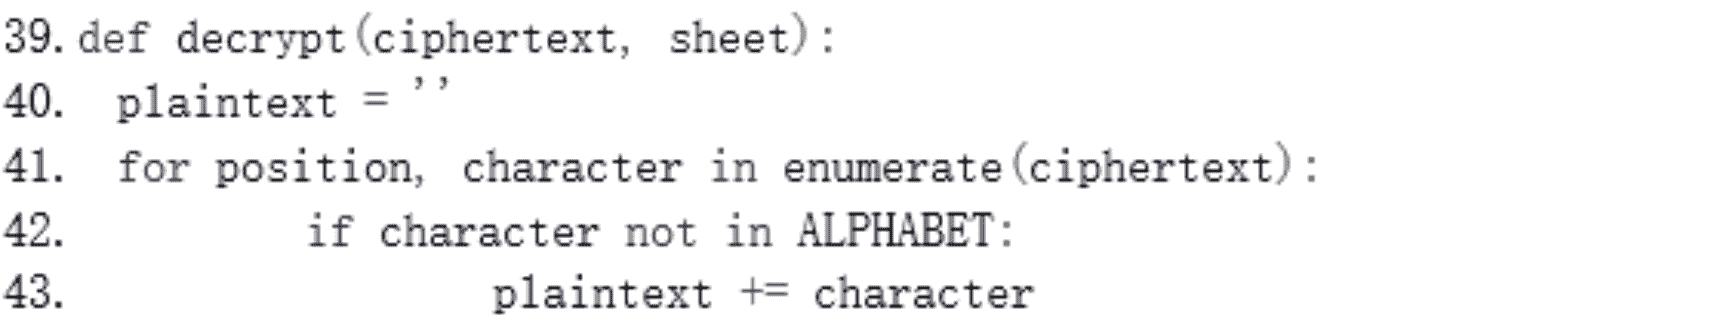 39. def decrypt(ciphertext, sheet):
40. plaintext = ''
41. for position, character in enumerate(ciphertext):
42. if character not in ALPHABET:
43. plaintext += character